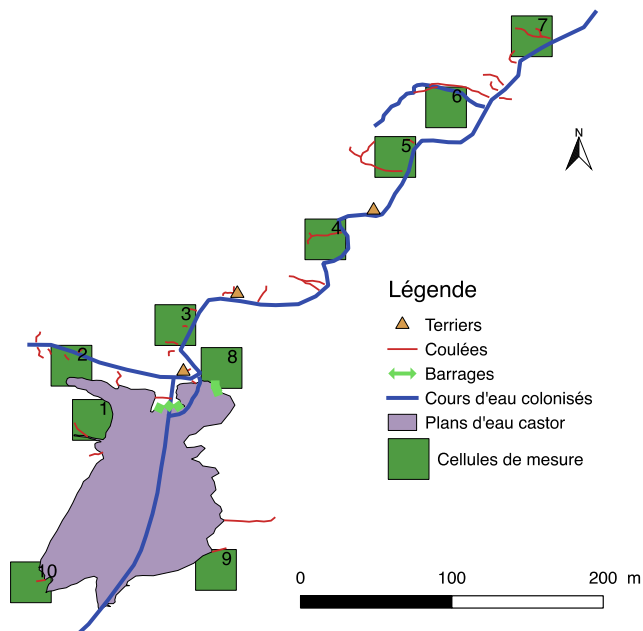 7
6
5
N
4
3
2
8
1
9
10
Légende
Terriers
Coulées
Barrages
Cours d'eau colonisés
Plans d'eau castor
Cellules de mesure
0 100 200 m